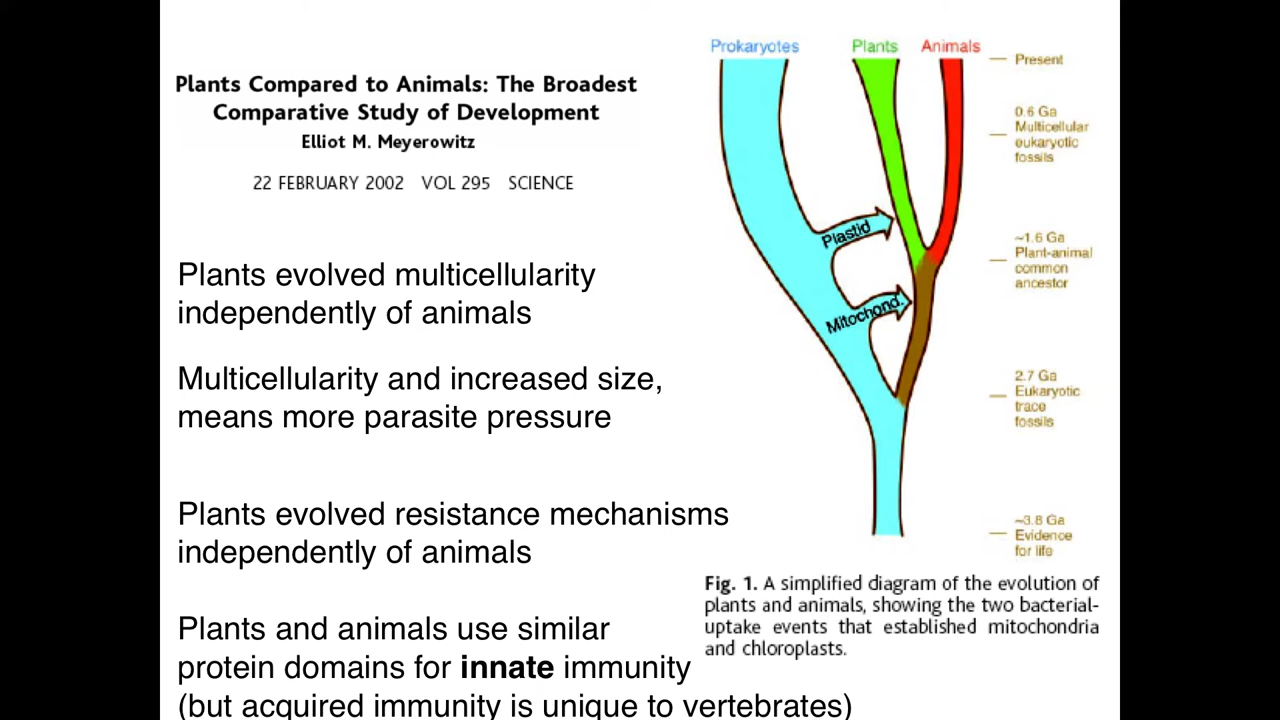 Plants Compared to Animals: The Broadest
Comparative Study of Development
Elliot M. Meyerowitz
22 FEBRUARY 2002 VOL 295 SCIENCE
Plants evolved multicellularity
independently of animals
Multicellularity and increased size,
means more parasite pressure
Plants evolved resistance mechanisms
independently of animals
Plants and animals use similar
protein domains for innate immunity
(but acquired immunity is unique to vertebrates)
Prokaryotes Plants Animals
Present
0.6 Ga
Multicellular
eukaryotic
fossils
Plastid
~1.6 Ga
Plant-animal
common
ancestor
Mitochond.
2.7 Ga
Eukaryotic
trace
fossils
~3.8 Ga
Evidence
for life
Fig. 1. A simplified diagram of the evolution of
plants and animals, showing the two bacterial-
uptake events that established mitochondria
and chloroplasts.